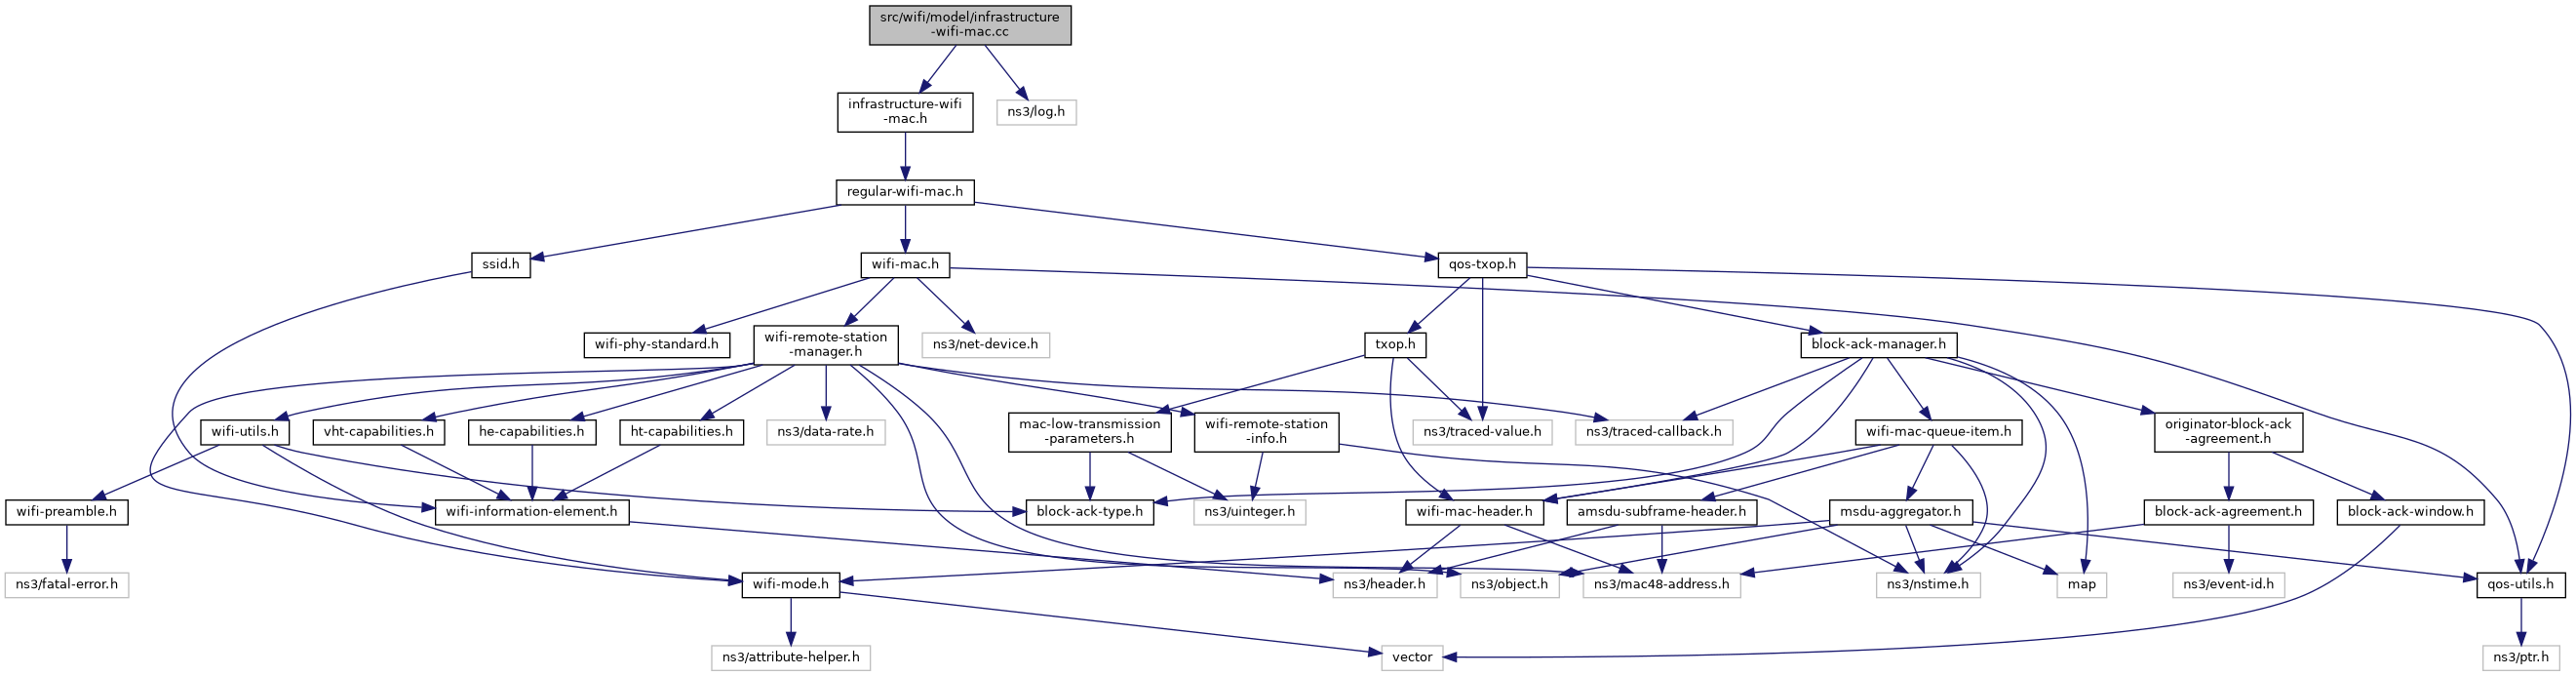 src/wifi/model/infrastructure
-wifi-mac.cc
infrastructure-wifi
-mac.h
ns3/log.h
regular-wifi-mac.h
ssid.h
wifi-mac.h
qos-txop.h
wifi-phy-standard.h
wifi-remote-station
-manager.h
ns3/net-device.h
txop.h
block-ack-manager.h
wifi-utils.h
vht-capabilities.h
he-capabilities.h
ht-capabilities.h
ns3/data-rate.h
mac-low-transmission
-parameters.h
wifi-remote-station
-info.h
ns3/traced-value.h
ns3/traced-callback.h
wifi-mac-queue-item.h
originator-block-ack
-agreement.h
wifi-preamble.h
wifi-information-element.h
block-ack-type.h
ns3/uinteger.h
wifi-mac-header.h
amsdu-subframe-header.h
msdu-aggregator.h
block-ack-agreement.h
block-ack-window.h
ns3/fatal-error.h
wifi-mode.h
ns3/header.h
ns3/object.h
ns3/mac48-address.h
ns3/nstime.h
map
ns3/event-id.h
qos-utils.h
ns3/attribute-helper.h
vector
ns3/ptr.h